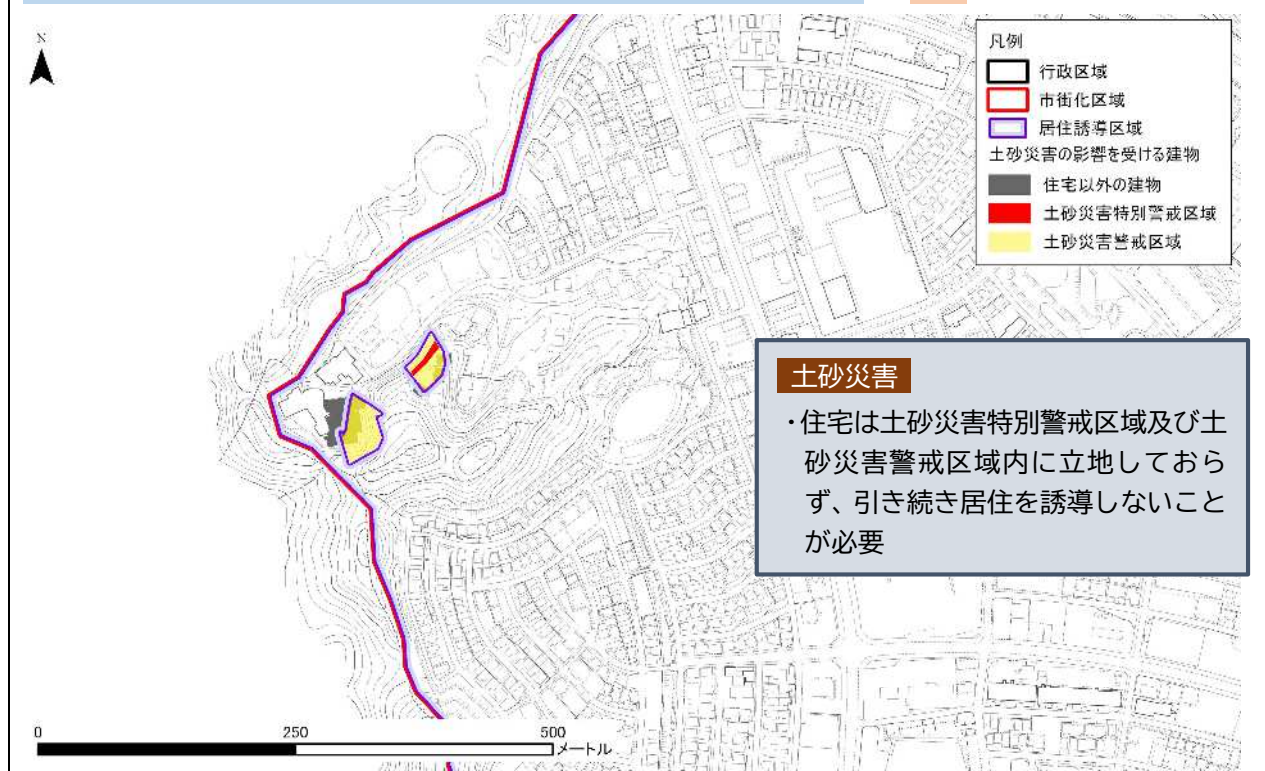 N
凡例
行政区域
市街化区域
居住誘導区域
土砂災害の影響を受ける建物
住宅以外の建物
土砂災害特別警戒区域
土砂災害警戒区域
土砂災害
・住宅は土砂災害特別警戒区域及び土
砂災害警戒区域内に立地しておら
ず、引き続き居住を誘導しないこと
が必要
0 250 500
メートル